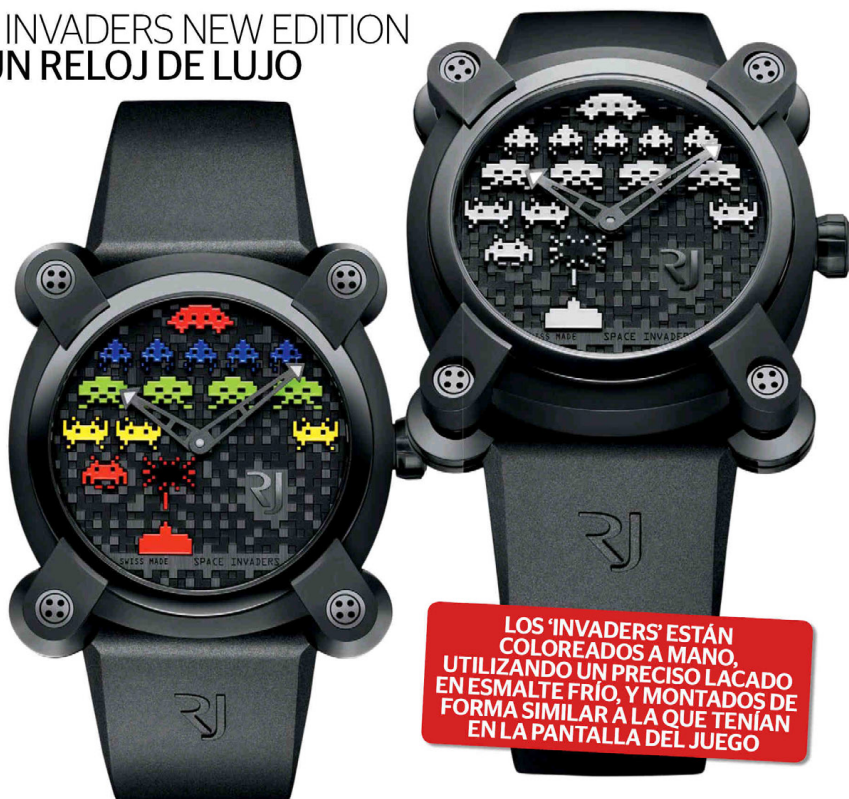 INVADERS NEW EDITION
UN RELOJ DE LUJO
RJ
SWISS MADE SPACE INVADERS
RJ
RJ
SPACE INVADERS
RJ
LOS ‘INVADERS’ ESTÁN
COLOREADOS A MANO,
UTILIZANDO UN PRECISO LACADO
EN ESMALTE FRÍO, Y MONTADOS DE
FORMA SIMILAR A LA QUE TENÍAN
EN LA PANTALLA DEL JUEGO